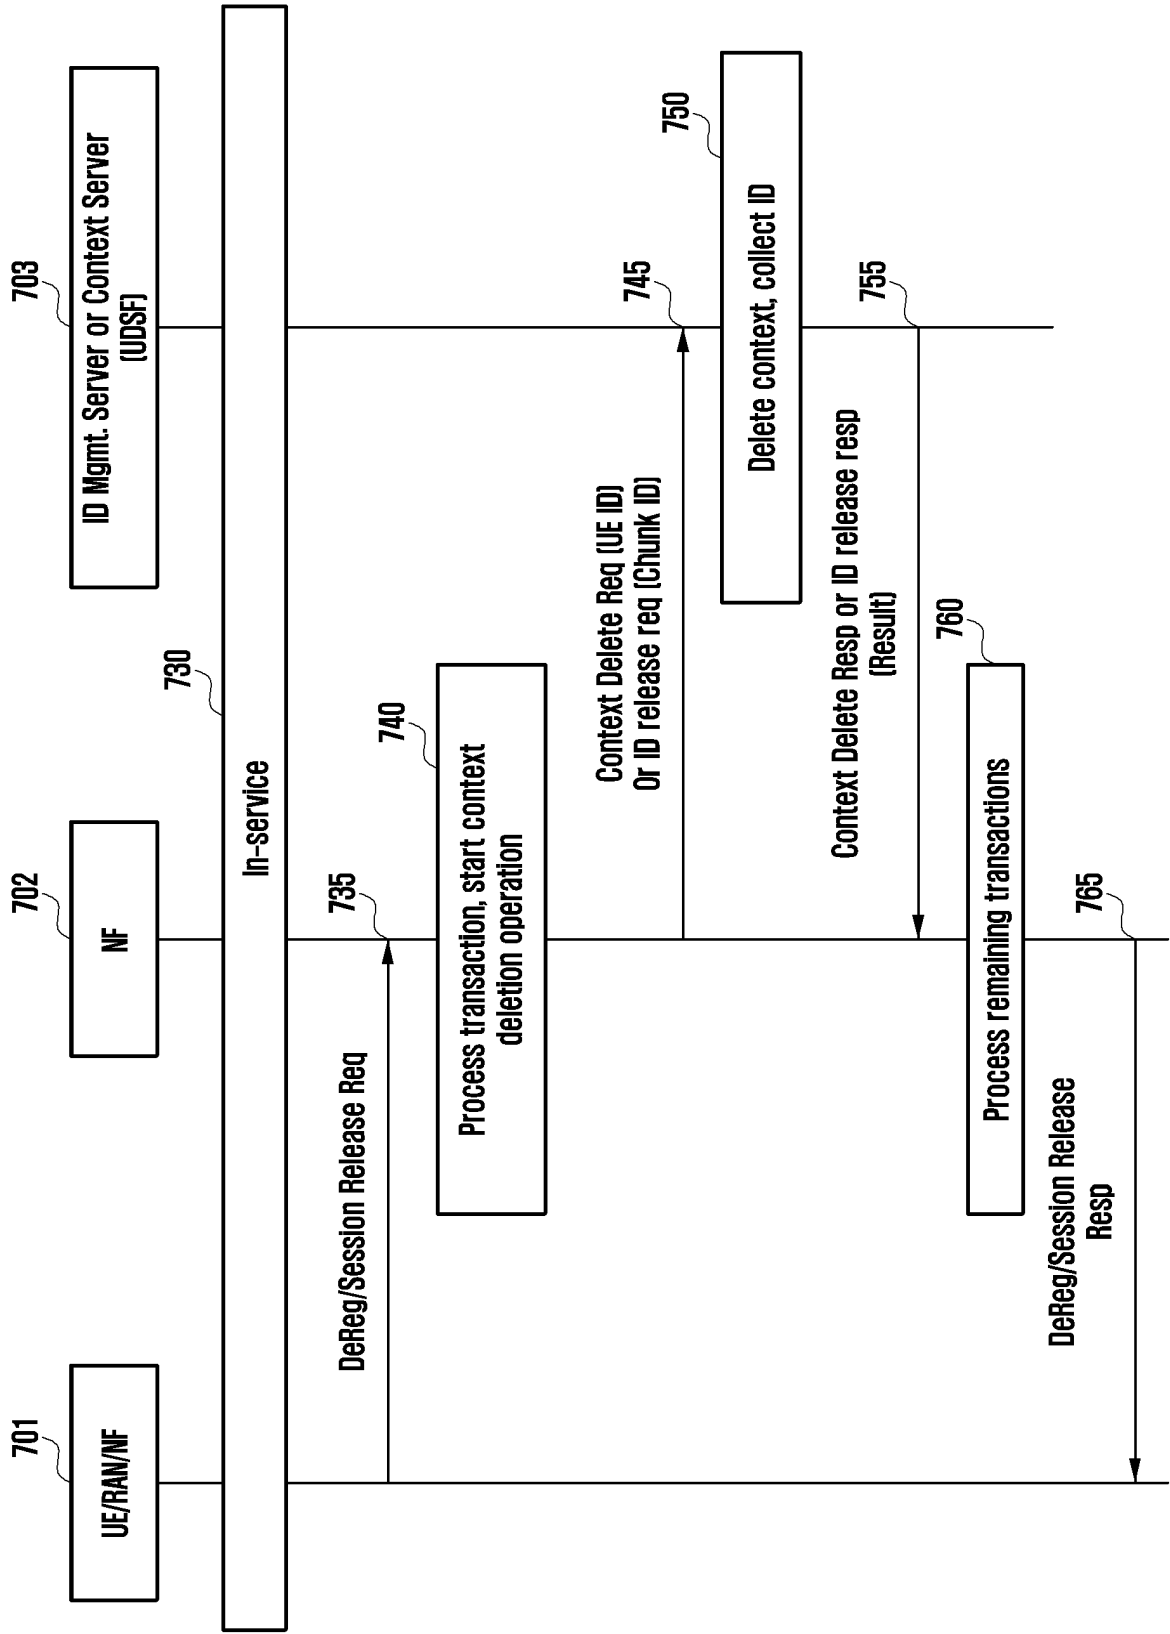 701
UE/RAN/NF
702
NF
703
ID Mgmt. Server or Context Server
(UDSF)
730
In-service
735
DeReg/Session Release Req
740
Process transaction, start context
deletion operation
745
Context Delete Req (UE ID)
Or ID release req (Chunk ID)
750
Delete context, collect ID
755
Context Delete Resp or ID release resp
(Result)
760
Process remaining transactions
765
DeReg/Session Release
Resp